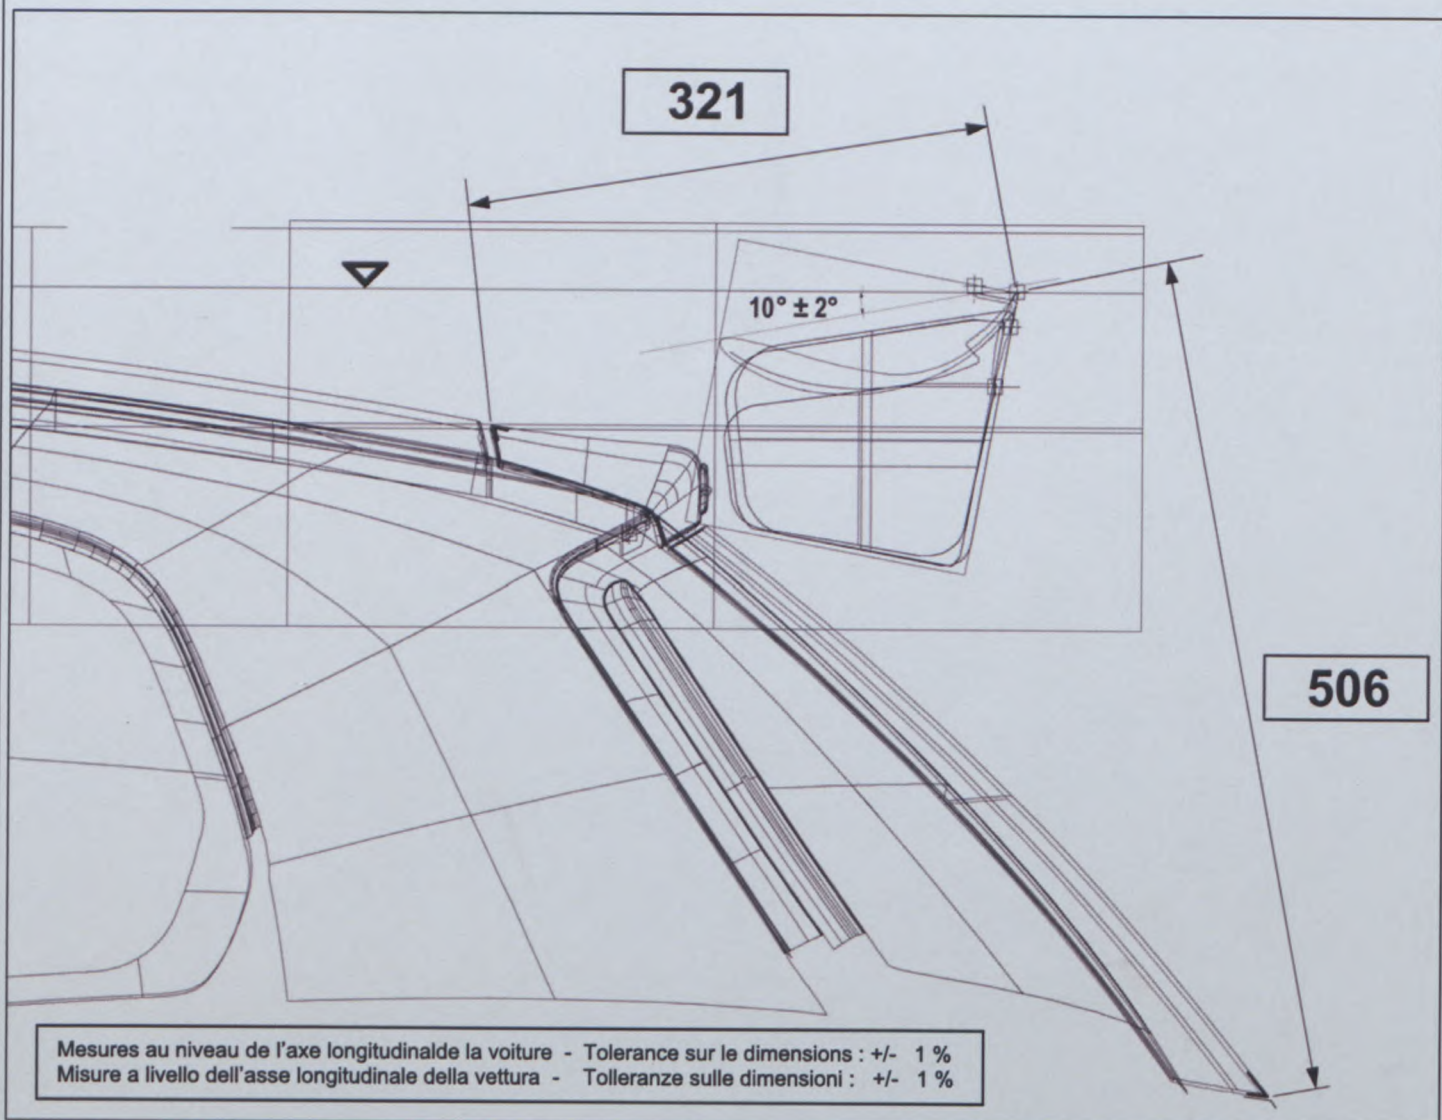 321
10° ± 2°
506
Mesures au niveau de l'axe longitudinalde la voiture - Tolerance sur le dimensions : +/- 1 %
Misure a livello dell'asse longitudinale della vettura - Tolleranze sulle dimensioni : +/- 1 %